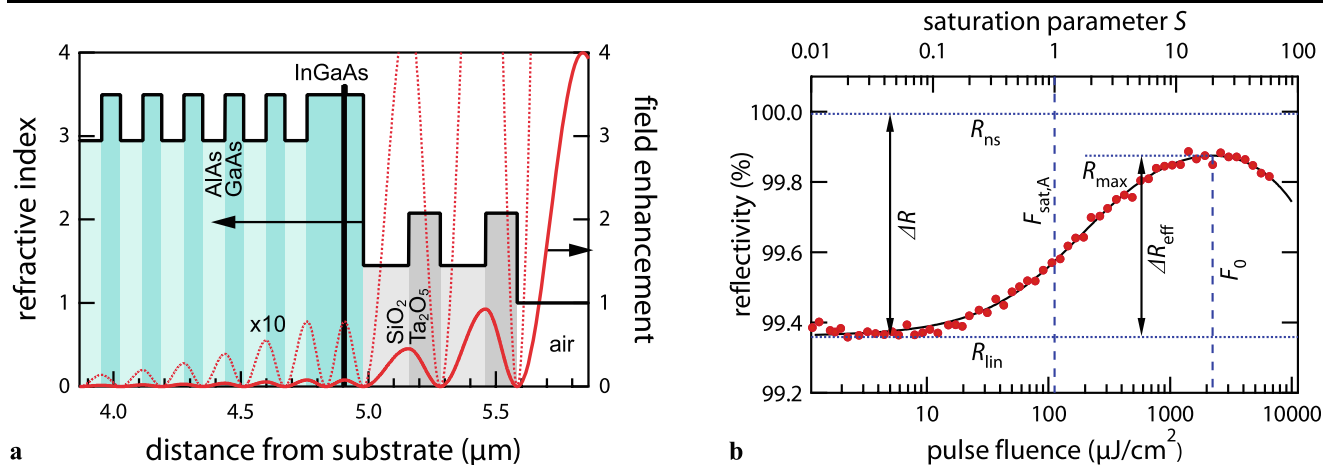 refractive index
4
3
2
1
0
InGaAs
AlAs
GaAs
x10
SiO2
Ta2O5
air
4
3
2
1
0
field enhancement
4.0 4.5 5.0 5.5
distance from substrate (μm)
a
saturation parameter S
0.01 0.1 1 10 100
reflectivity (%)
100.0
99.8
99.6
99.4
99.2
Rns
ΔR
Fsat,A
Rmax
ΔReff
F0
Rlin
10 100 1000 10000
pulse fluence (μJ/cm²)
b